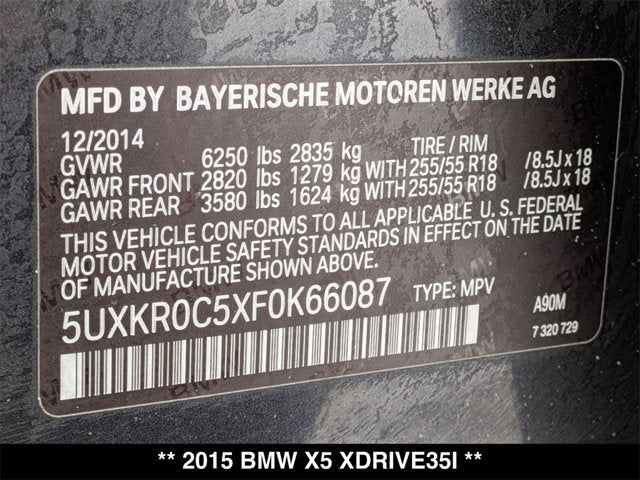 MFD BY BAYERISCHE MOTOREN WERKE AG
12/2014 TIRE / RIM
GVWR 6250 lbs 2835 kg
GAWR FRONT 2820 lbs 1279 kg WITH 255/55 R18 /8.5J x 18
GAWR REAR 3580 lbs 1624 kg WITH 255/55 R18 /8.5J x 18
THIS VEHICLE CONFORMS TO ALL APPLICABLE U. S. FEDERAL
MOTOR VEHICLE SAFETY STANDARDS IN EFFECT ON THE DATE
OF MANUFACTURE SHOWN ABOVE.
5UXKR0C5XF0K66087 TYPE: MPV A90M
7 320 729
** 2015 BMW X5 XDRIVE35I **